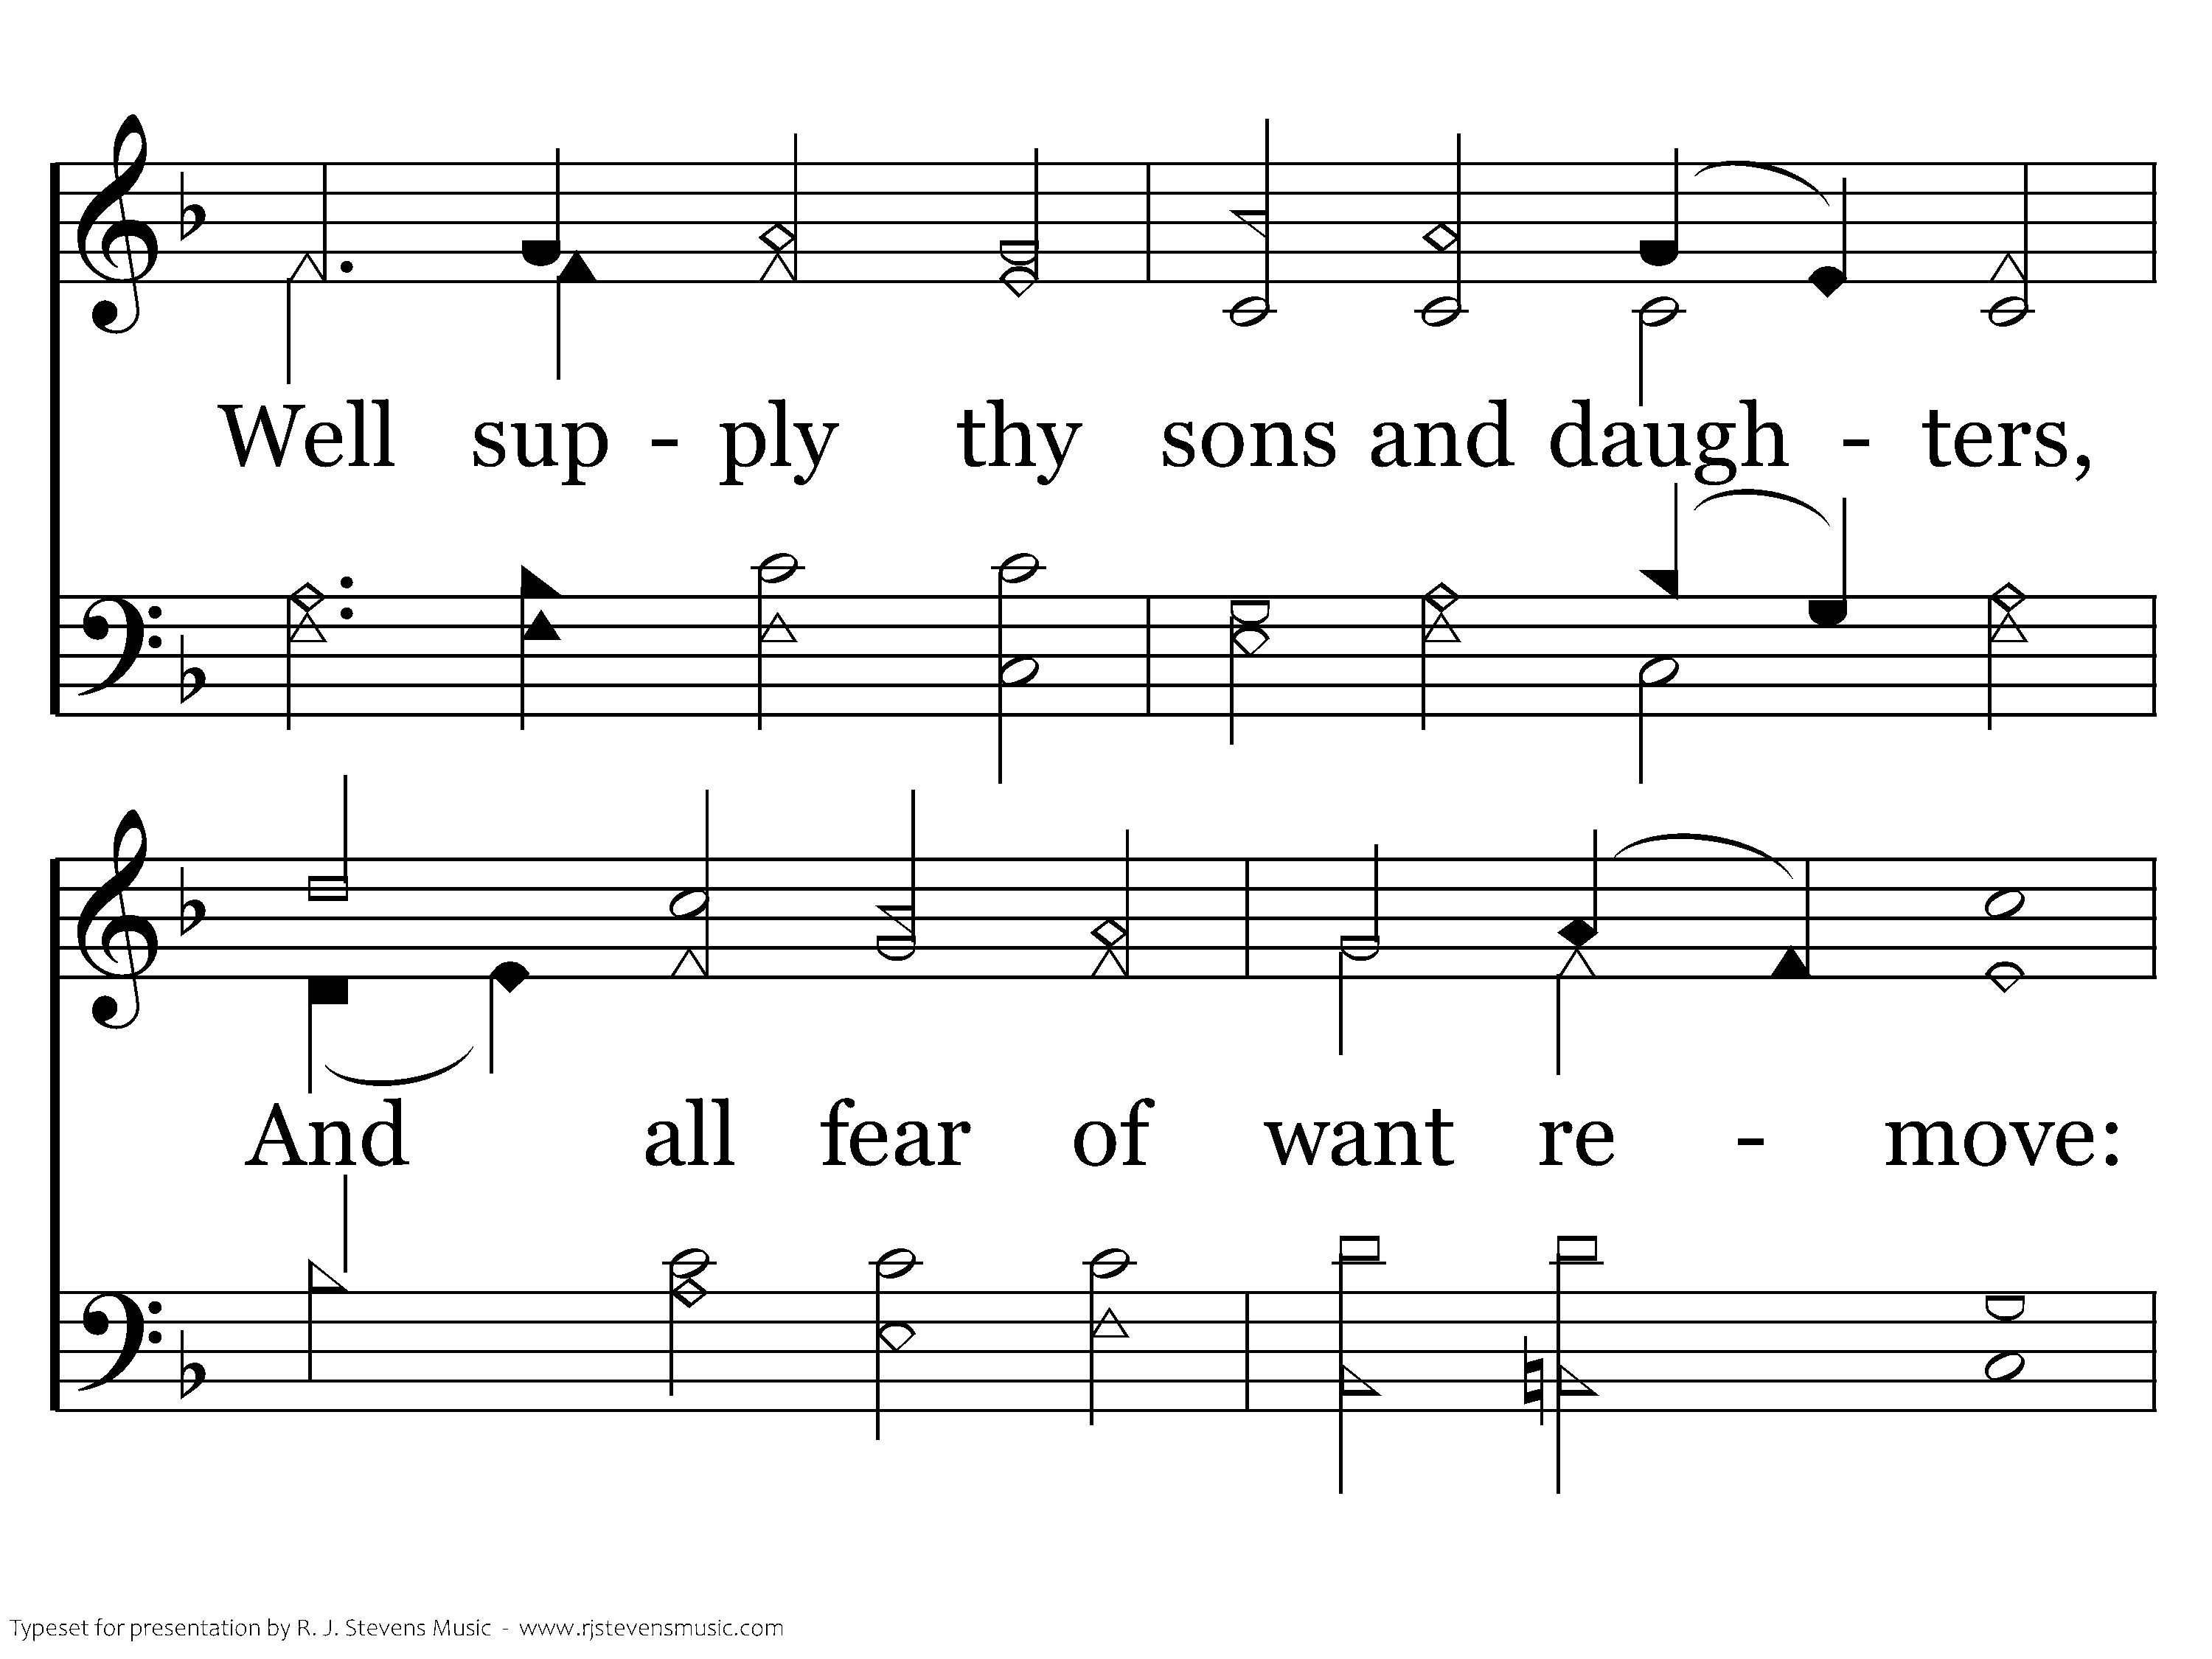 Well sup - ply thy sons and daugh - ters,
And all fear of want re - move:
Typeset for presentation by R. J. Stevens Music - www.rjstevensmusic.com